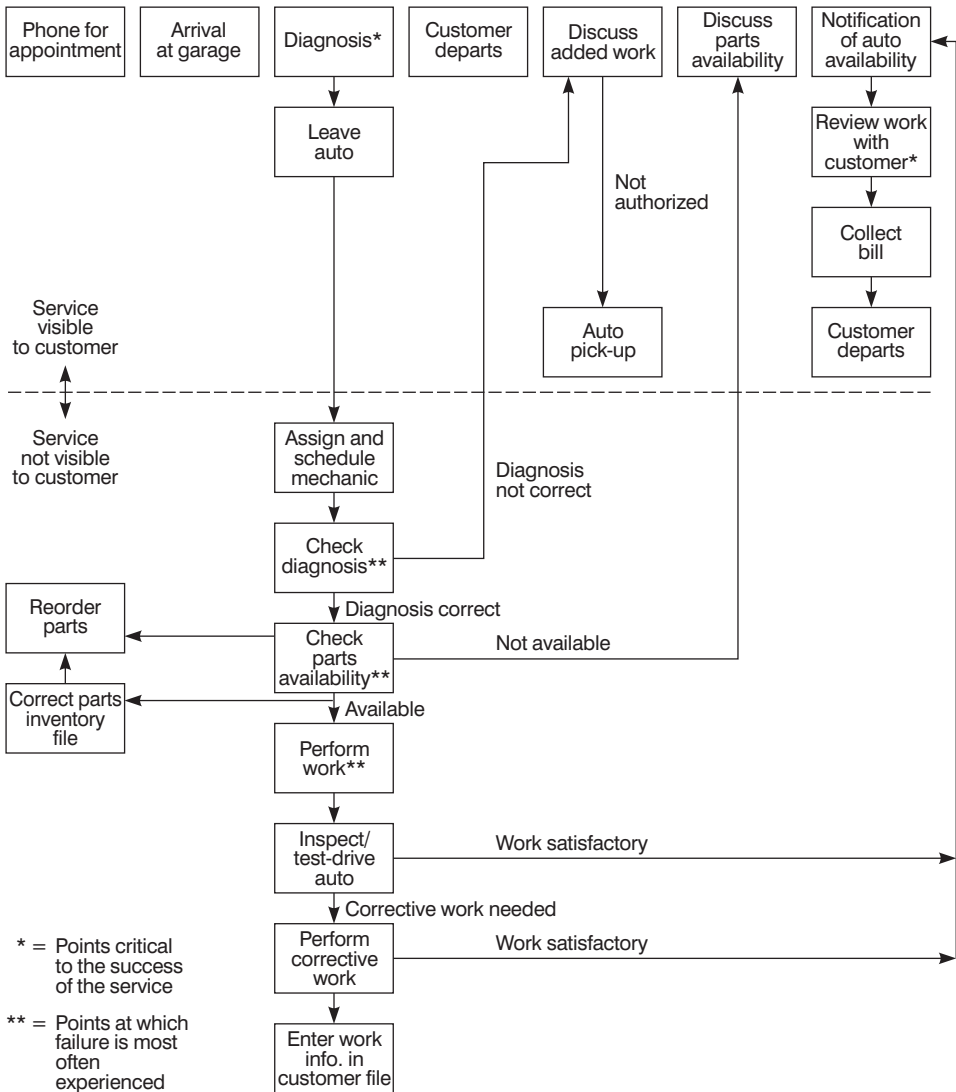 Phone for
appointment
Arrival
at garage
Diagnosis*
Customer
departs
Discuss
added work
Discuss
parts
availability
Notification
of auto
availability
Leave
auto
Review work
with
customer*
Not
authorized
Collect
bill
Service
visible
to customer
Auto
pick-up
Customer
departs
Service
not visible
to customer
Assign and
schedule
mechanic
Diagnosis
not correct
Check
diagnosis**
Diagnosis correct
Reorder
parts
Check
parts
availability**
Not available
Correct parts
inventory
file
Available
Perform
work**
Inspect/
test-drive
auto
Work satisfactory
Corrective work needed
Perform
corrective
work
Work satisfactory
* = Points critical
to the success
of the service
** = Points at which
failure is most
often
experienced
Enter work
info. in
customer file